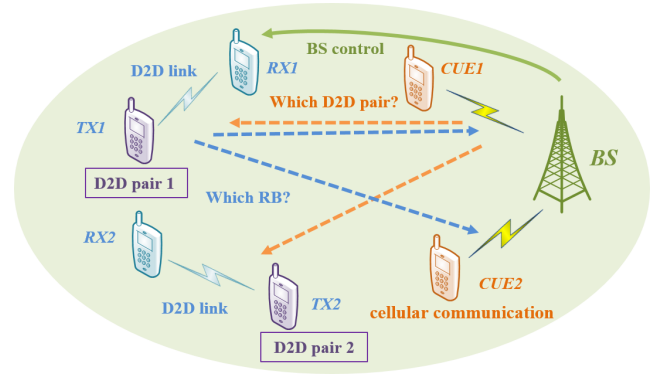 BS control
RX1
CUE1
D2D link
Which D2D pair?
TX1
BS
D2D pair 1
Which RB?
RX2
CUE2
D2D link
TX2
cellular communication
D2D pair 2